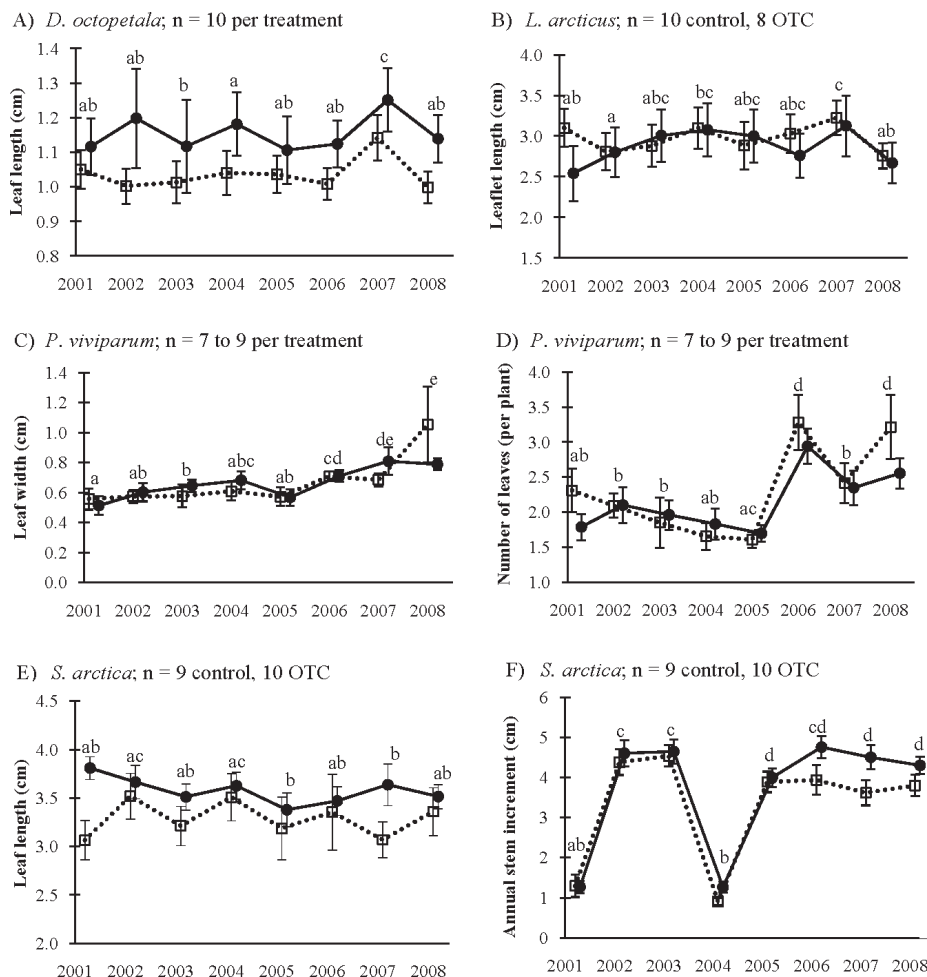 A) D. octopetala; n = 10 per treatment
Leaf length (cm)
1.4
1.3
1.2
1.1
1.0
0.9
0.8
ab
ab
b
a
ab
ab
c
ab
2001 2002 2003 2004 2005 2006 2007 2008
B) L. arcticus; n = 10 control, 8 OTC
Leaflet length (cm)
4.0
3.5
3.0
2.5
2.0
1.5
ab
a
abc
bc
abc
abc
c
ab
2001 2002 2003 2004 2005 2006 2007 2008
C) P. viviparum; n = 7 to 9 per treatment
Leaf width (cm)
1.4
1.2
1.0
0.8
0.6
0.4
0.2
0.0
a
ab
b
abc
ab
cd
de
e
2001 2002 2003 2004 2005 2006 2007 2008
D) P. viviparum; n = 7 to 9 per treatment
Number of leaves (per plant)
4.0
3.5
3.0
2.5
2.0
1.5
1.0
ab
b
b
ab
ac
d
b
d
2001 2002 2003 2004 2005 2006 2007 2008
E) S. arctica; n = 9 control, 10 OTC
Leaf length (cm)
4.5
4.0
3.5
3.0
2.5
2.0
ab
ac
ab
ac
b
ab
b
ab
2001 2002 2003 2004 2005 2006 2007 2008
F) S. arctica; n = 9 control, 10 OTC
Annual stem increment (cm)
6
5
4
3
2
1
0
ab
c
c
b
d
cd
d
d
2001 2002 2003 2004 2005 2006 2007 2008